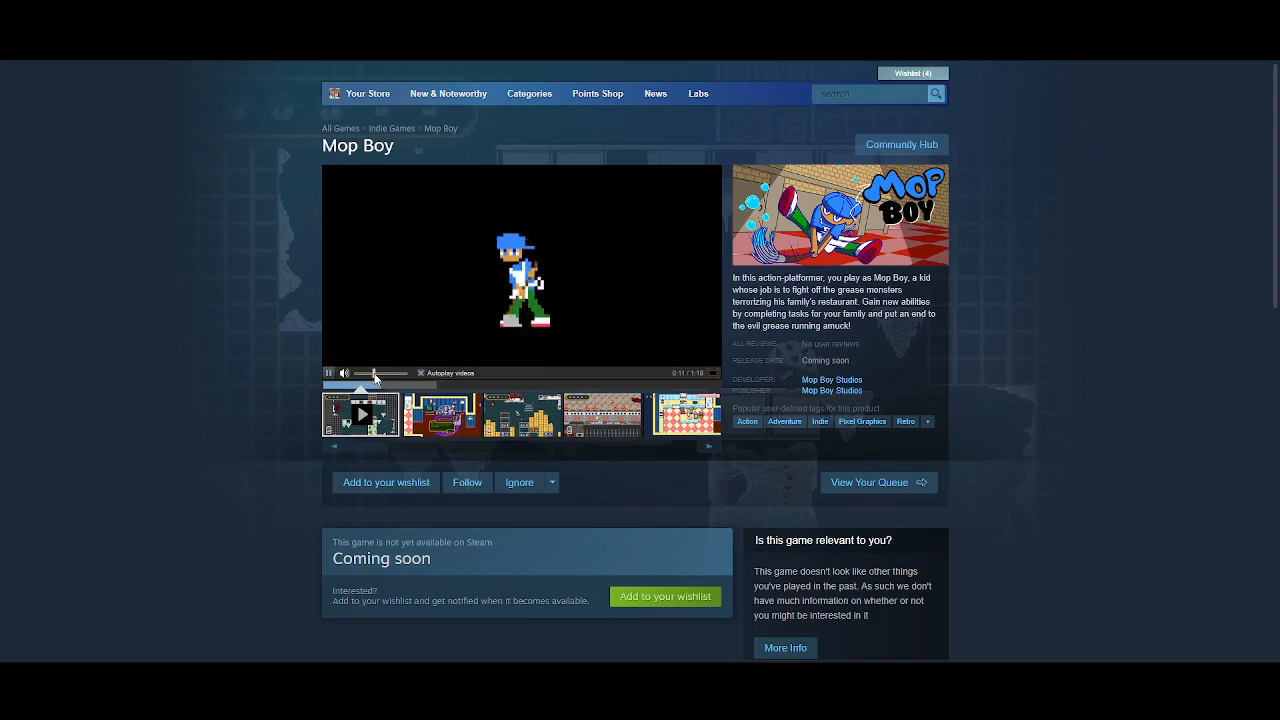 Wishlist (4)
Your Store New & Noteworthy Categories Points Shop News Labs search
All Games > Indie Games > Mop Boy
Mop Boy
Community Hub
MOP
BOY
In this action-platformer, you play as Mop Boy, a kid
whose job is to fight off the grease monsters
terrorizing his family's restaurant. Gain new abilities
by completing tasks for your family and put an end to
the evil grease running amuck!
ALL REVIEWS: No user reviews
RELEASE DATE: Coming soon
DEVELOPER: Mop Boy Studios
PUBLISHER: Mop Boy Studios
Popular user-defined tags for this product:
Action Adventure Indie Pixel Graphics Retro +
Autoplay videos 0:11 / 1:18
Add to your wishlist Follow Ignore View Your Queue
This game is not yet available on Steam
Coming soon
Interested?
Add to your wishlist and get notified when it becomes available.
Add to your wishlist
Is this game relevant to you?
This game doesn't look like other things
you've played in the past. As such we don't
have much information on whether or not
you might be interested in it
More Info